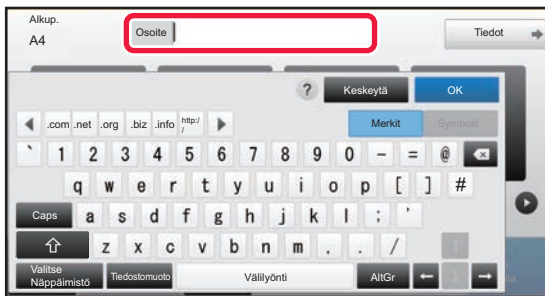 Alkup.
A4
Osoite
Tiedot
? Keskeytä OK
.com .net .org .biz .info http:/
/
Merkit Symbolit
` 1 2 3 4 5 6 7 8 9 0 - = @
q w e r t y u i o p [ ] #
Caps a s d f g h j k l ; '
z x c v b n m . . /
Valitse
Näppäimistö Tiedostomuoto Välilyönti AltGr